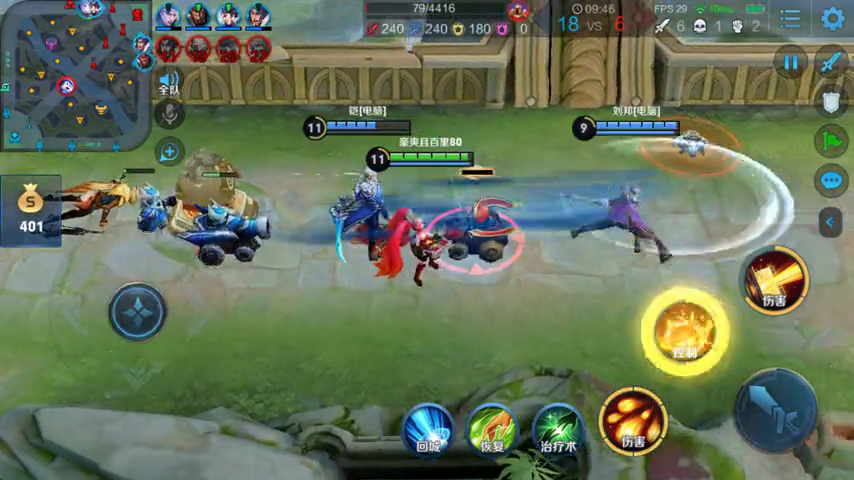 79/4416
240 240 180 0
18 VS 6
09:46
FPS 29 10ms
6 1 2
全队
铠[电脑]
11
豪爽且百里80
11
刘邦[电脑]
9
401
伤害
控制
伤害
回城
恢复
治疗术